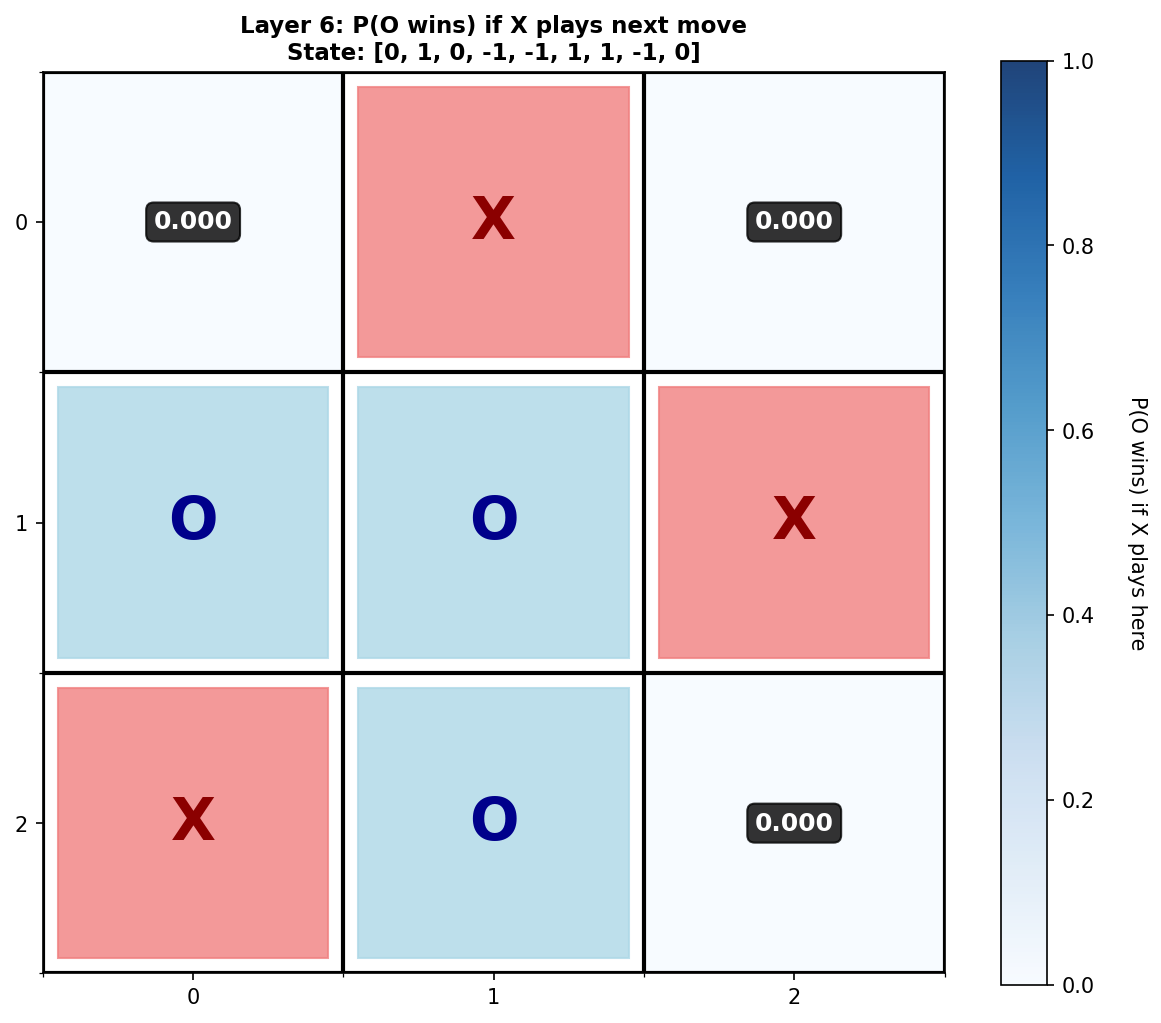 Layer 6: P(O wins) if X plays next move
State: [0, 1, 0, -1, -1, 1, 1, -1, 0]
0
0.000
X
0.000
1
O
O
X
2
X
O
0.000
0
1
2
1.0
0.8
0.6
0.4
0.2
0.0
P(O wins) if X plays here